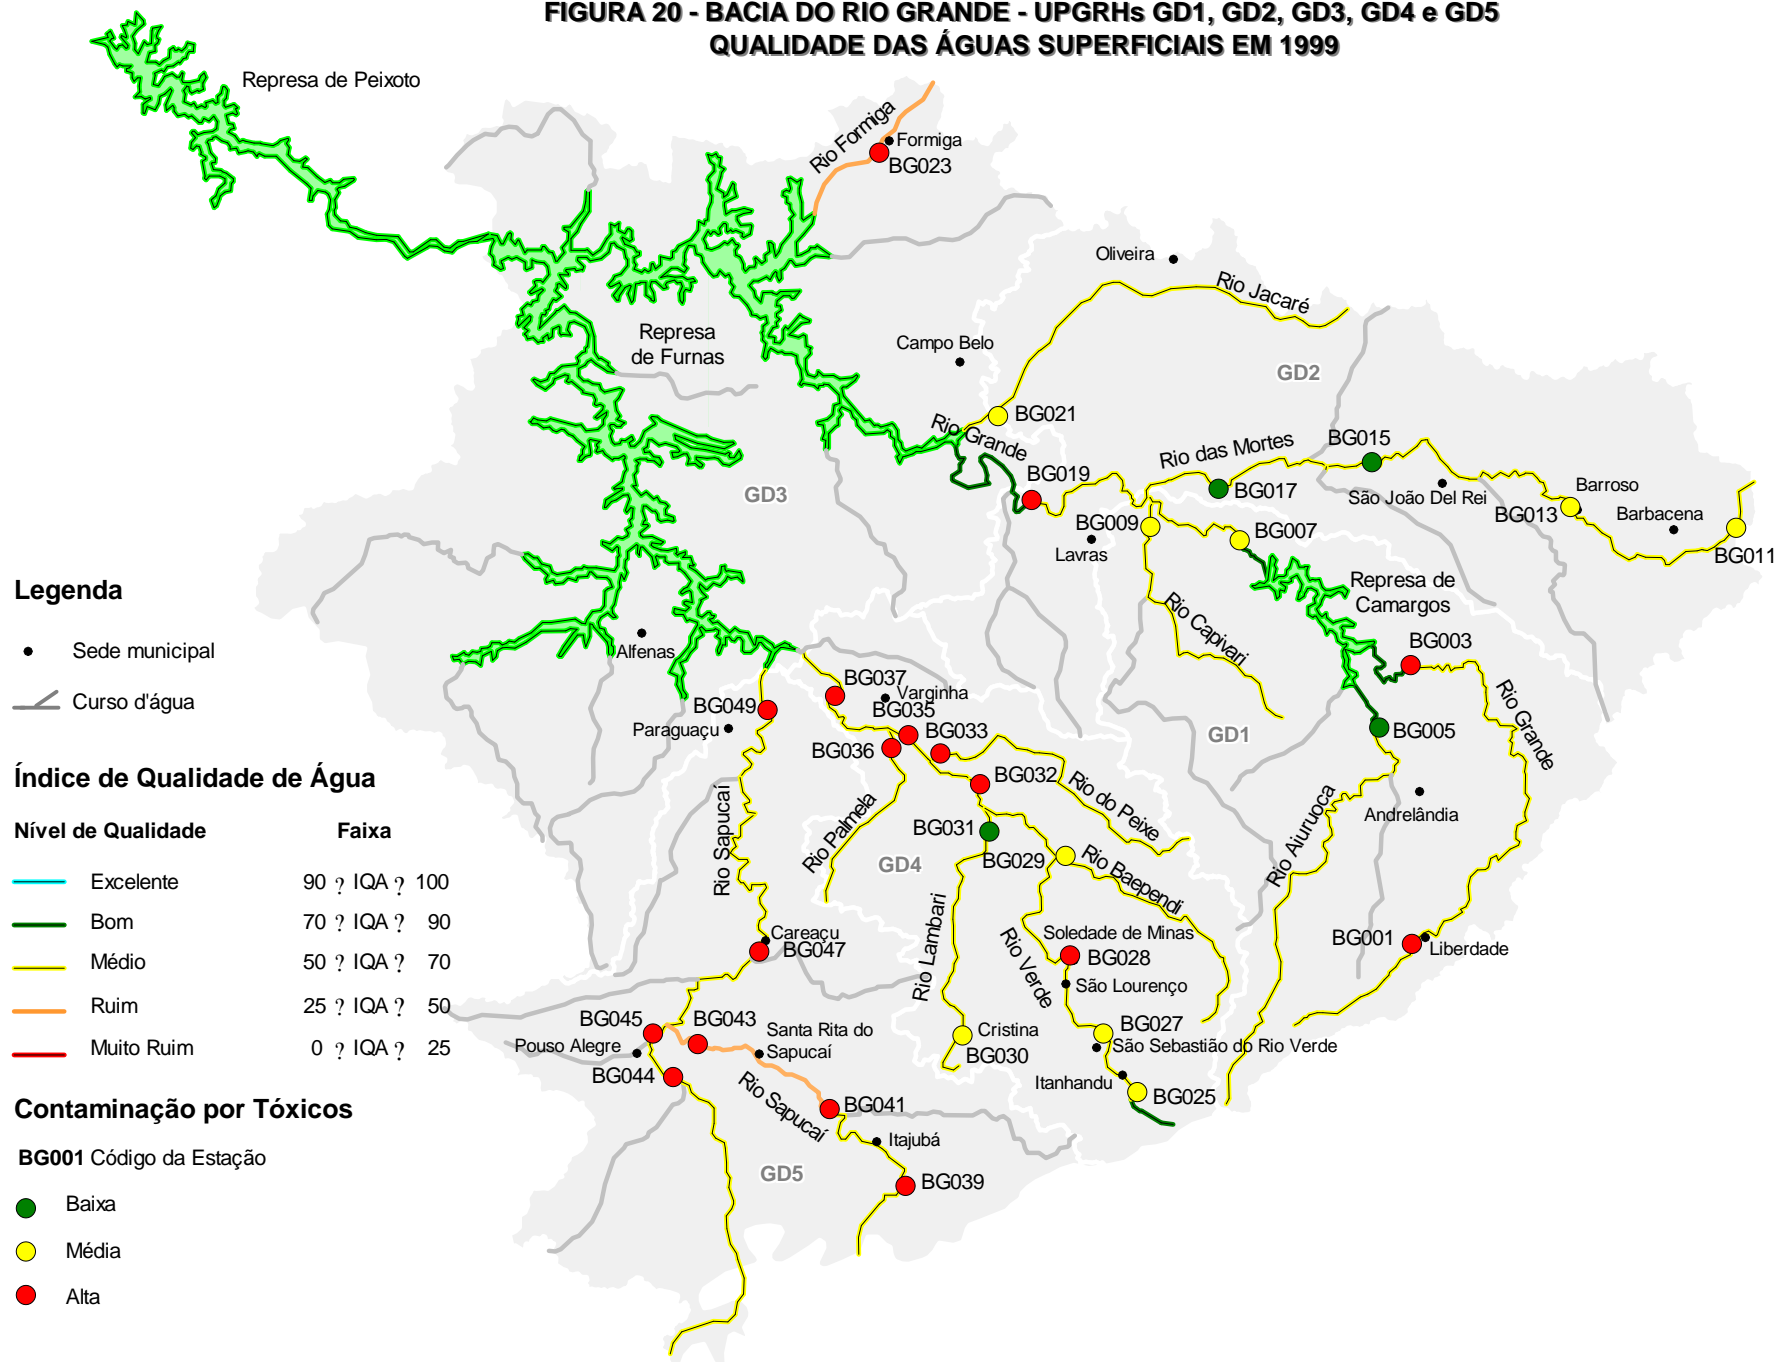 FIGURA 20 - BACIA DO RIO GRANDE - UPGRHs GD1, GD2, GD3, GD4 e GD5
QUALIDADE DAS ÁGUAS SUPERFICIAIS EM 1999
Represa de Peixoto
Rio Formiga
Formiga
BG023
Oliveira
Rio Jacaré
Represa
de Furnas
Campo Belo
GD2
BG021
Rio Grande
Rio das Mortes
BG015
BG019
GD3
BG017
São João Del Rei
Barroso
BG013
Barbacena
BG009
BG007
BG011
Lavras
Represa de
Camargos
Rio Capivari
BG003
Alfenas
BG037
Varginha
BG049
BG035
Paraguaçu
BG033
BG036
GD1
BG005
Rio Grande
BG032
Rio do Peixe
Andrelândia
Rio Sapucaí
Rio Palmela
BG031
GD4
BG029
Rio Baependi
Rio Aiuruoca
Rio Lambari
Careaçu
BG047
Soledade de Minas
BG028
Rio Verde
São Lourenço
BG001
Liberdade
BG045
BG043
Santa Rita do
Sapucaí
Pouso Alegre
Cristina
BG030
BG027
São Sebastião do Rio Verde
BG044
Itanhandu
BG025
Rio Sapucaí
BG041
Itajubá
GD5
BG039
Legenda
Sede municipal
Curso d'água
Índice de Qualidade de Água
Nível de Qualidade Faixa
Excelente 90 ? IQA ? 100
Bom 70 ? IQA ? 90
Médio 50 ? IQA ? 70
Ruim 25 ? IQA ? 50
Muito Ruim 0 ? IQA ? 25
Contaminação por Tóxicos
BG001 Código da Estação
Baixa
Média
Alta